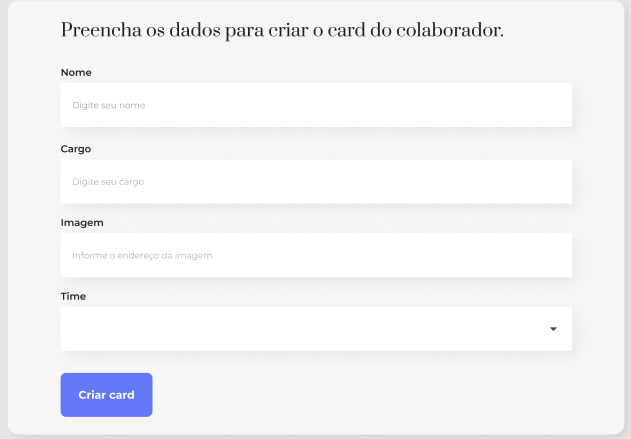 Preencha os dados para criar o card do colaborador.
Nome
Digite seu nome
Cargo
Digite seu cargo
Imagem
Informe o endereço da imagem
Time
Criar card